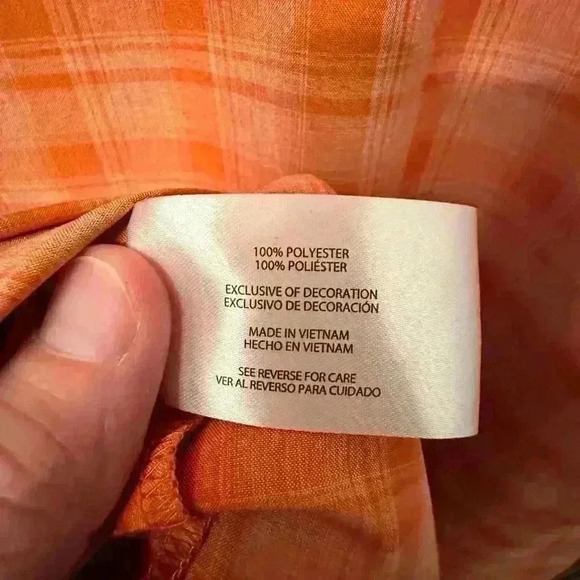 100% POLYESTER
100% POLIÉSTER
EXCLUSIVE OF DECORATION
EXCLUSIVO DE DECORACIÓN
MADE IN VIETNAM
HECHO EN VIETNAM
SEE REVERSE FOR CARE
VER AL REVERSO PARA CUIDADO